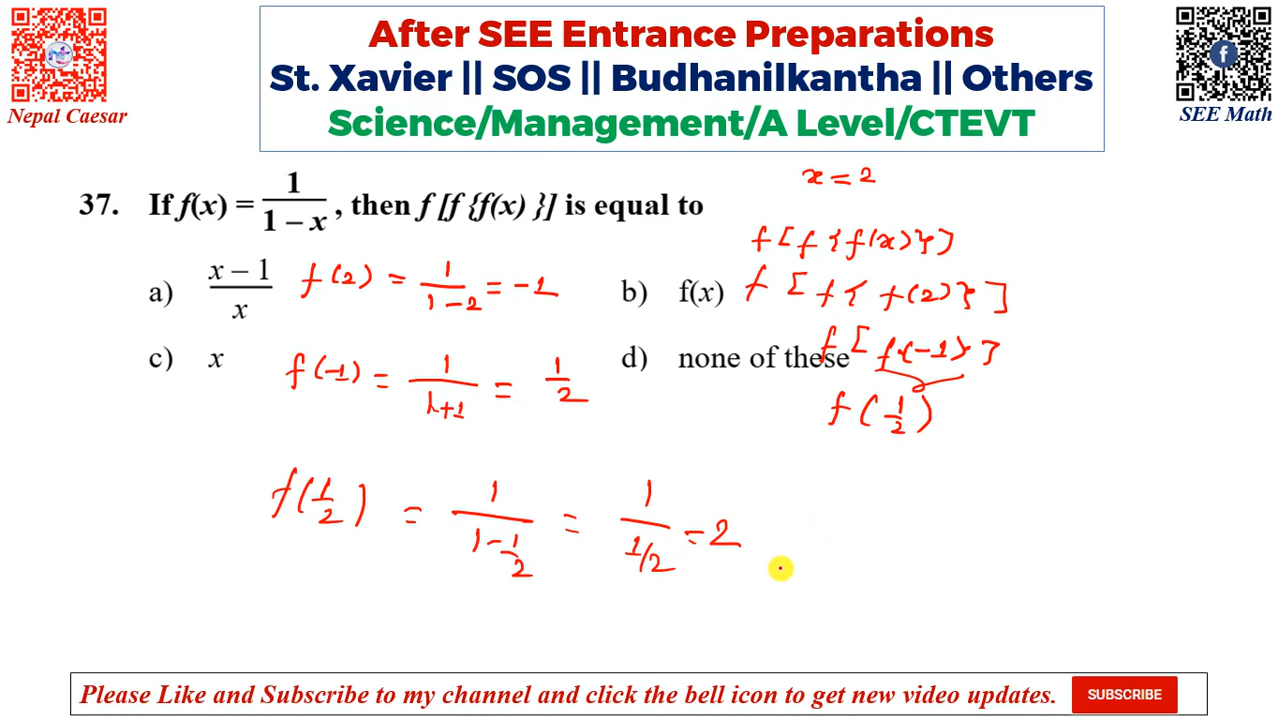 After SEE Entrance Preparations
St. Xavier || SOS || Budhanilkantha || Others
Science/Management/A Level/CTEVT
Nepal Caesar
SEE Math
x = 2
37. If f(x) = 1/(1 – x), then f [f {f(x) }] is equal to
f [ f { f(x) } ]
a) (x – 1)/x
f(2) = 1/(1-2) = -1
b) f(x)
f [ f { f(2) } ]
c) x
f(-1) = 1/(1+1) = 1/2
d) none of these
f [ f{-1} ]
f(1/2)
f(1/2) = 1/(1-1/2) = 1/(1/2) = 2
Please Like and Subscribe to my channel and click the bell icon to get new video updates.
SUBSCRIBE